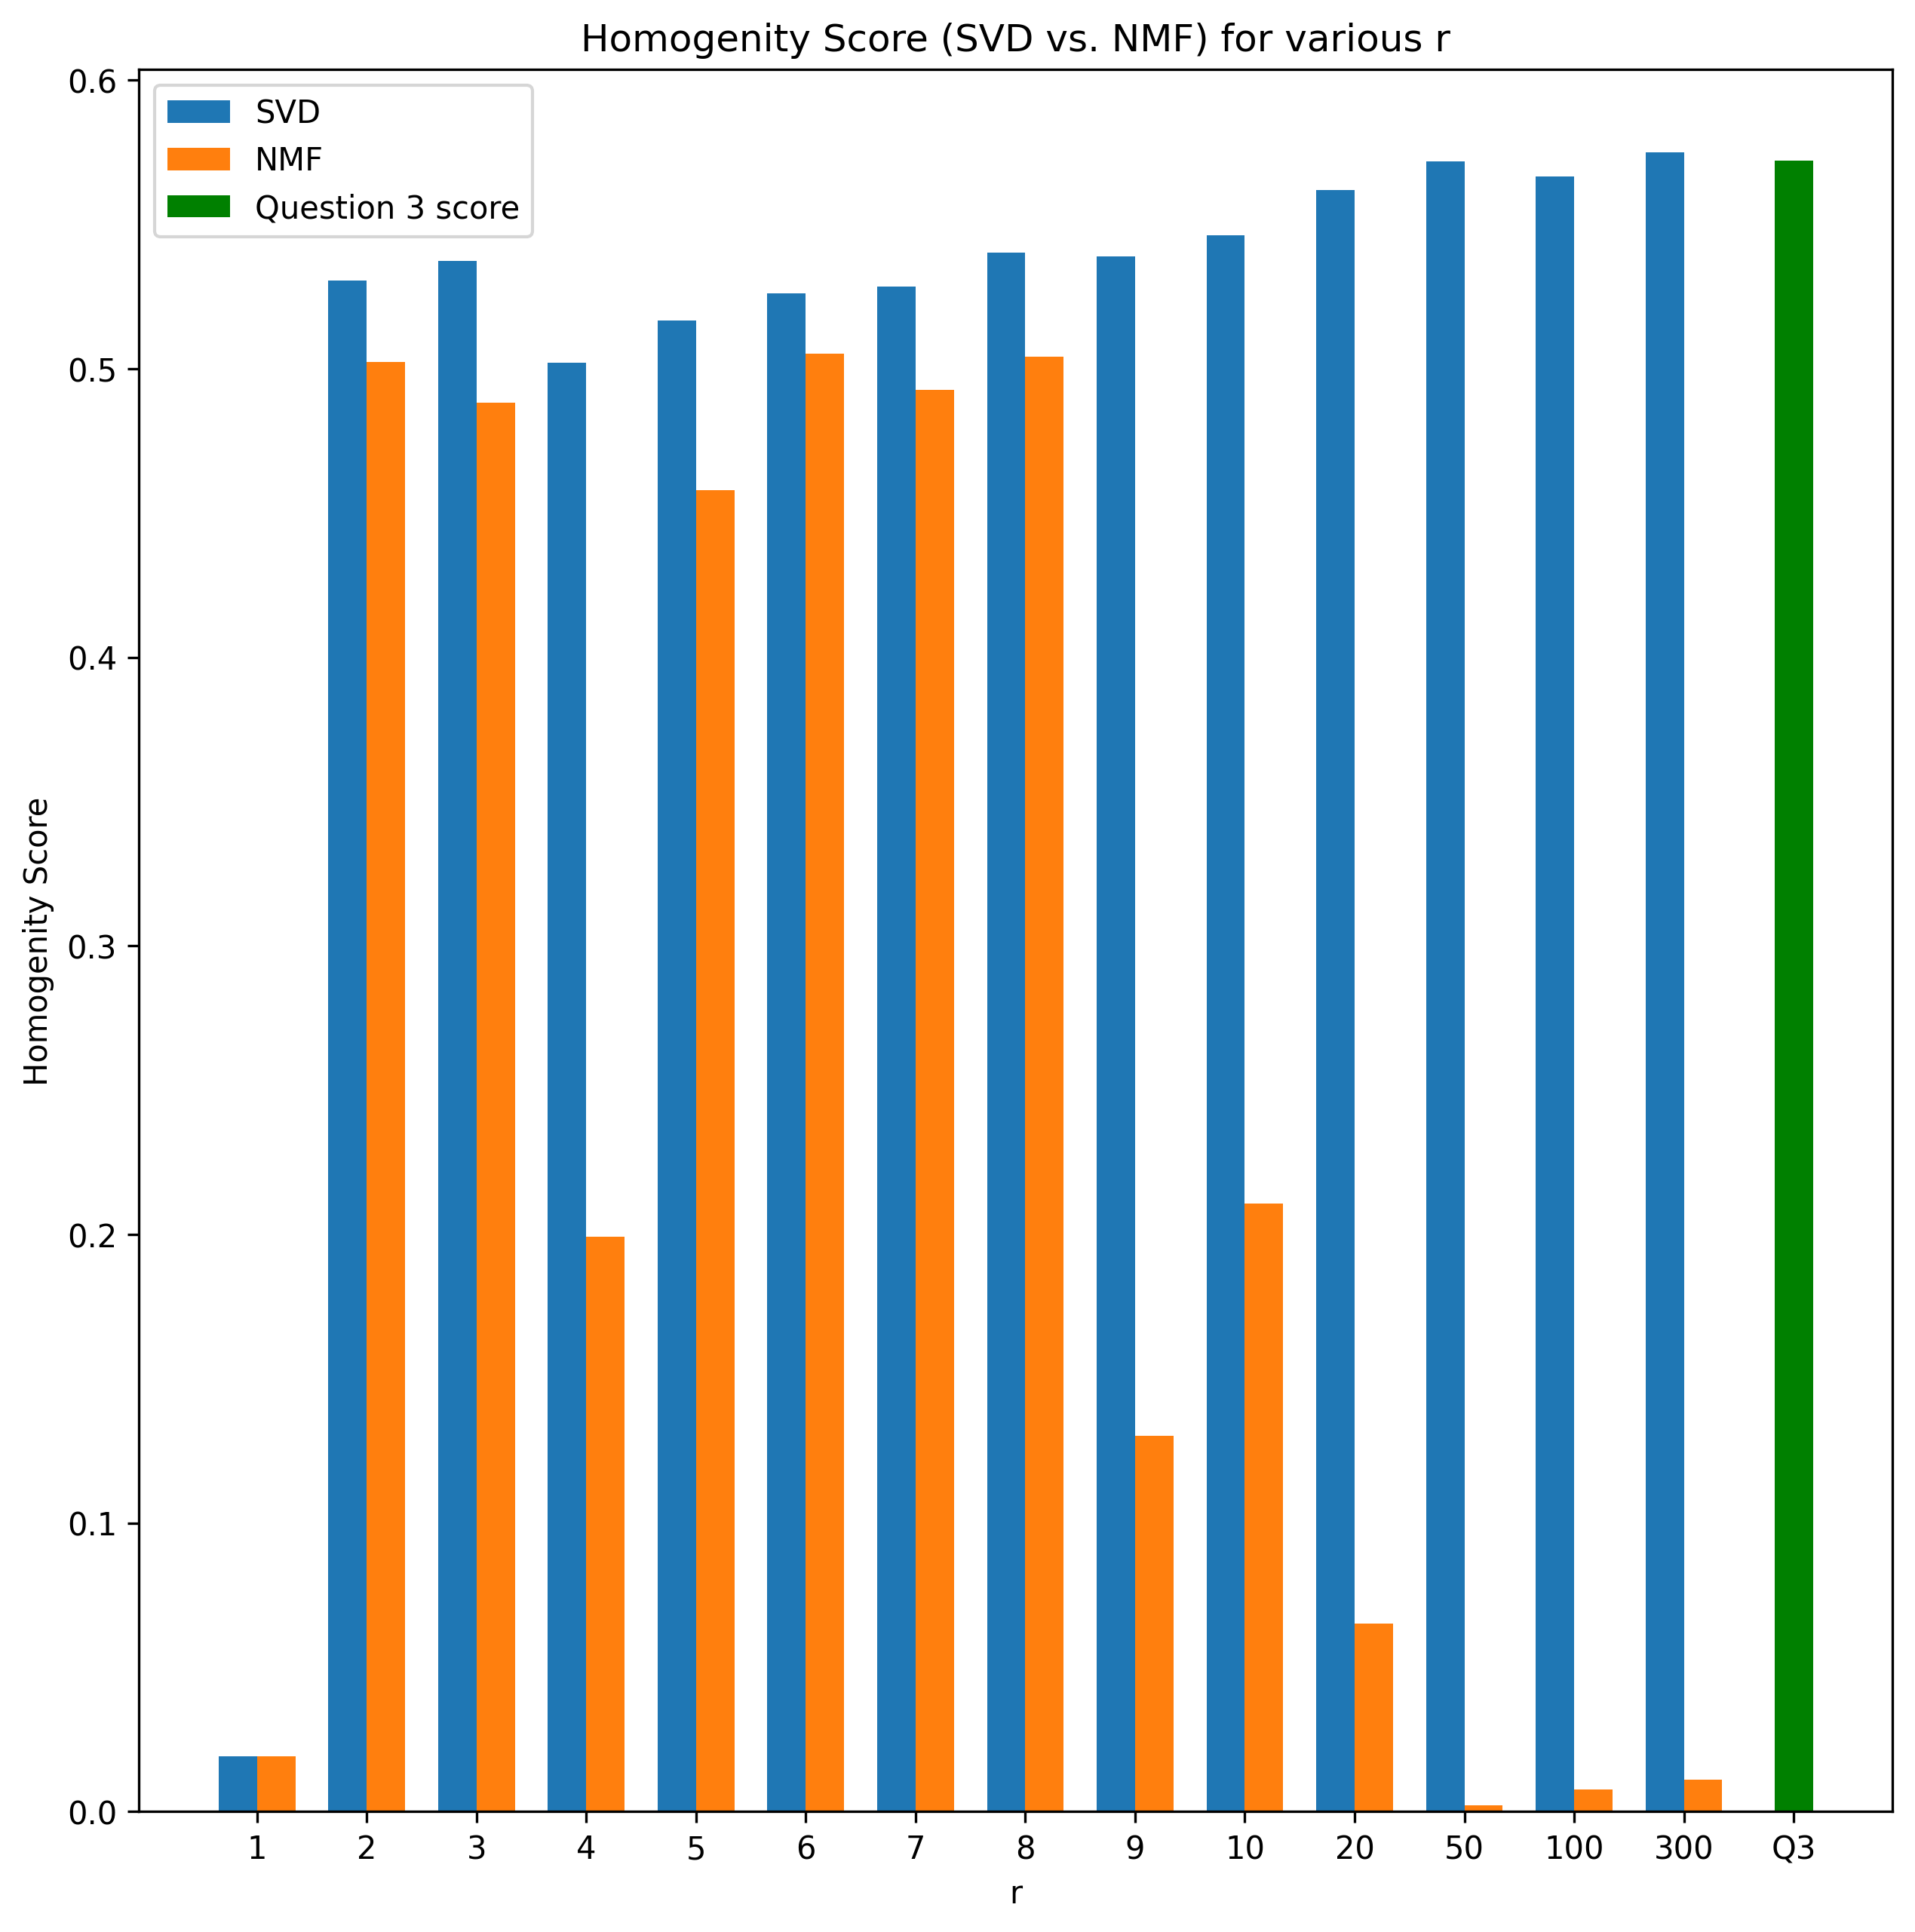 Homogenity Score (SVD vs. NMF) for various r
SVD
NMF
Question 3 score
Homogenity Score
0.6
0.5
0.4
0.3
0.2
0.1
0.0
1 2 3 4 5 6 7 8 9 10 20 50 100 300 Q3
r